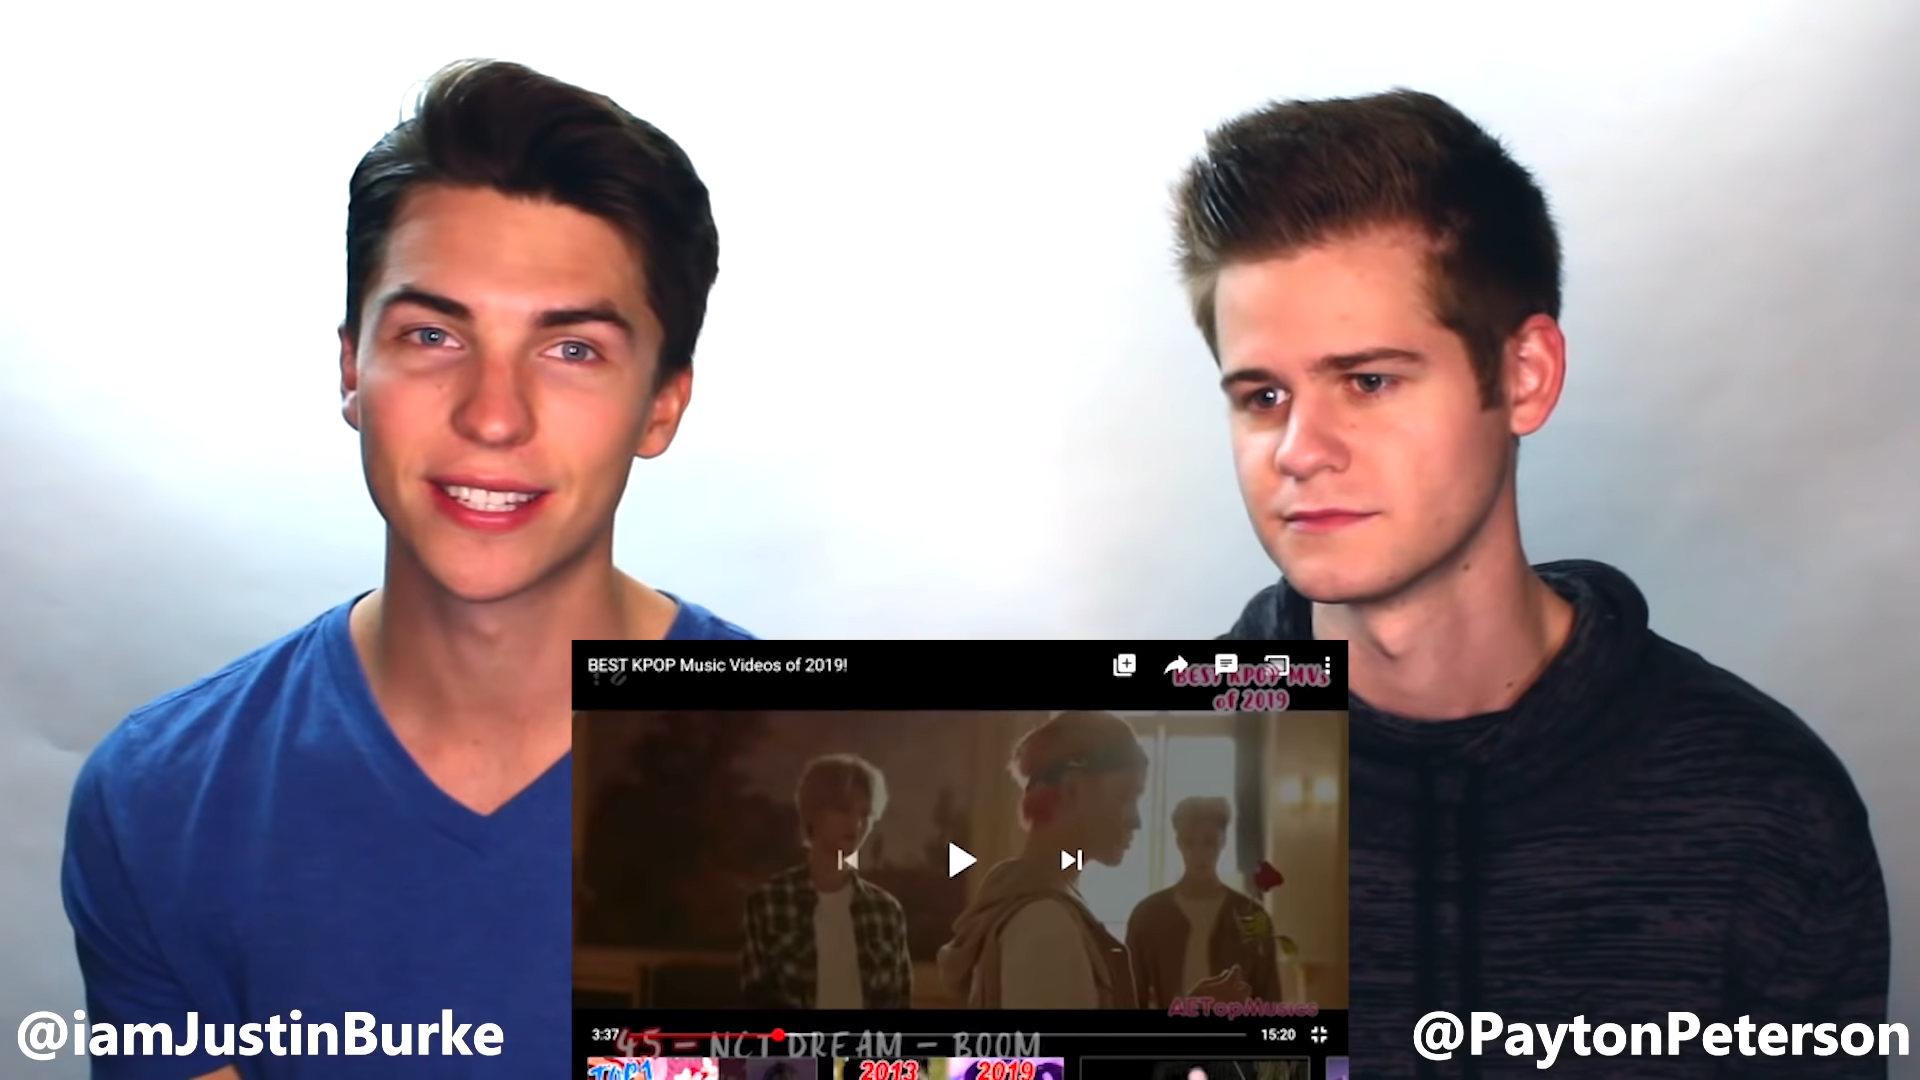 BEST KPOP Music Videos of 2019!
BEST KPOP MVs
of 2019
AETopMusics
3:37
15:20
45 - NCT DREAM - BOOM
TOP1
2013
2019
@iamJustinBurke
@PaytonPeterson